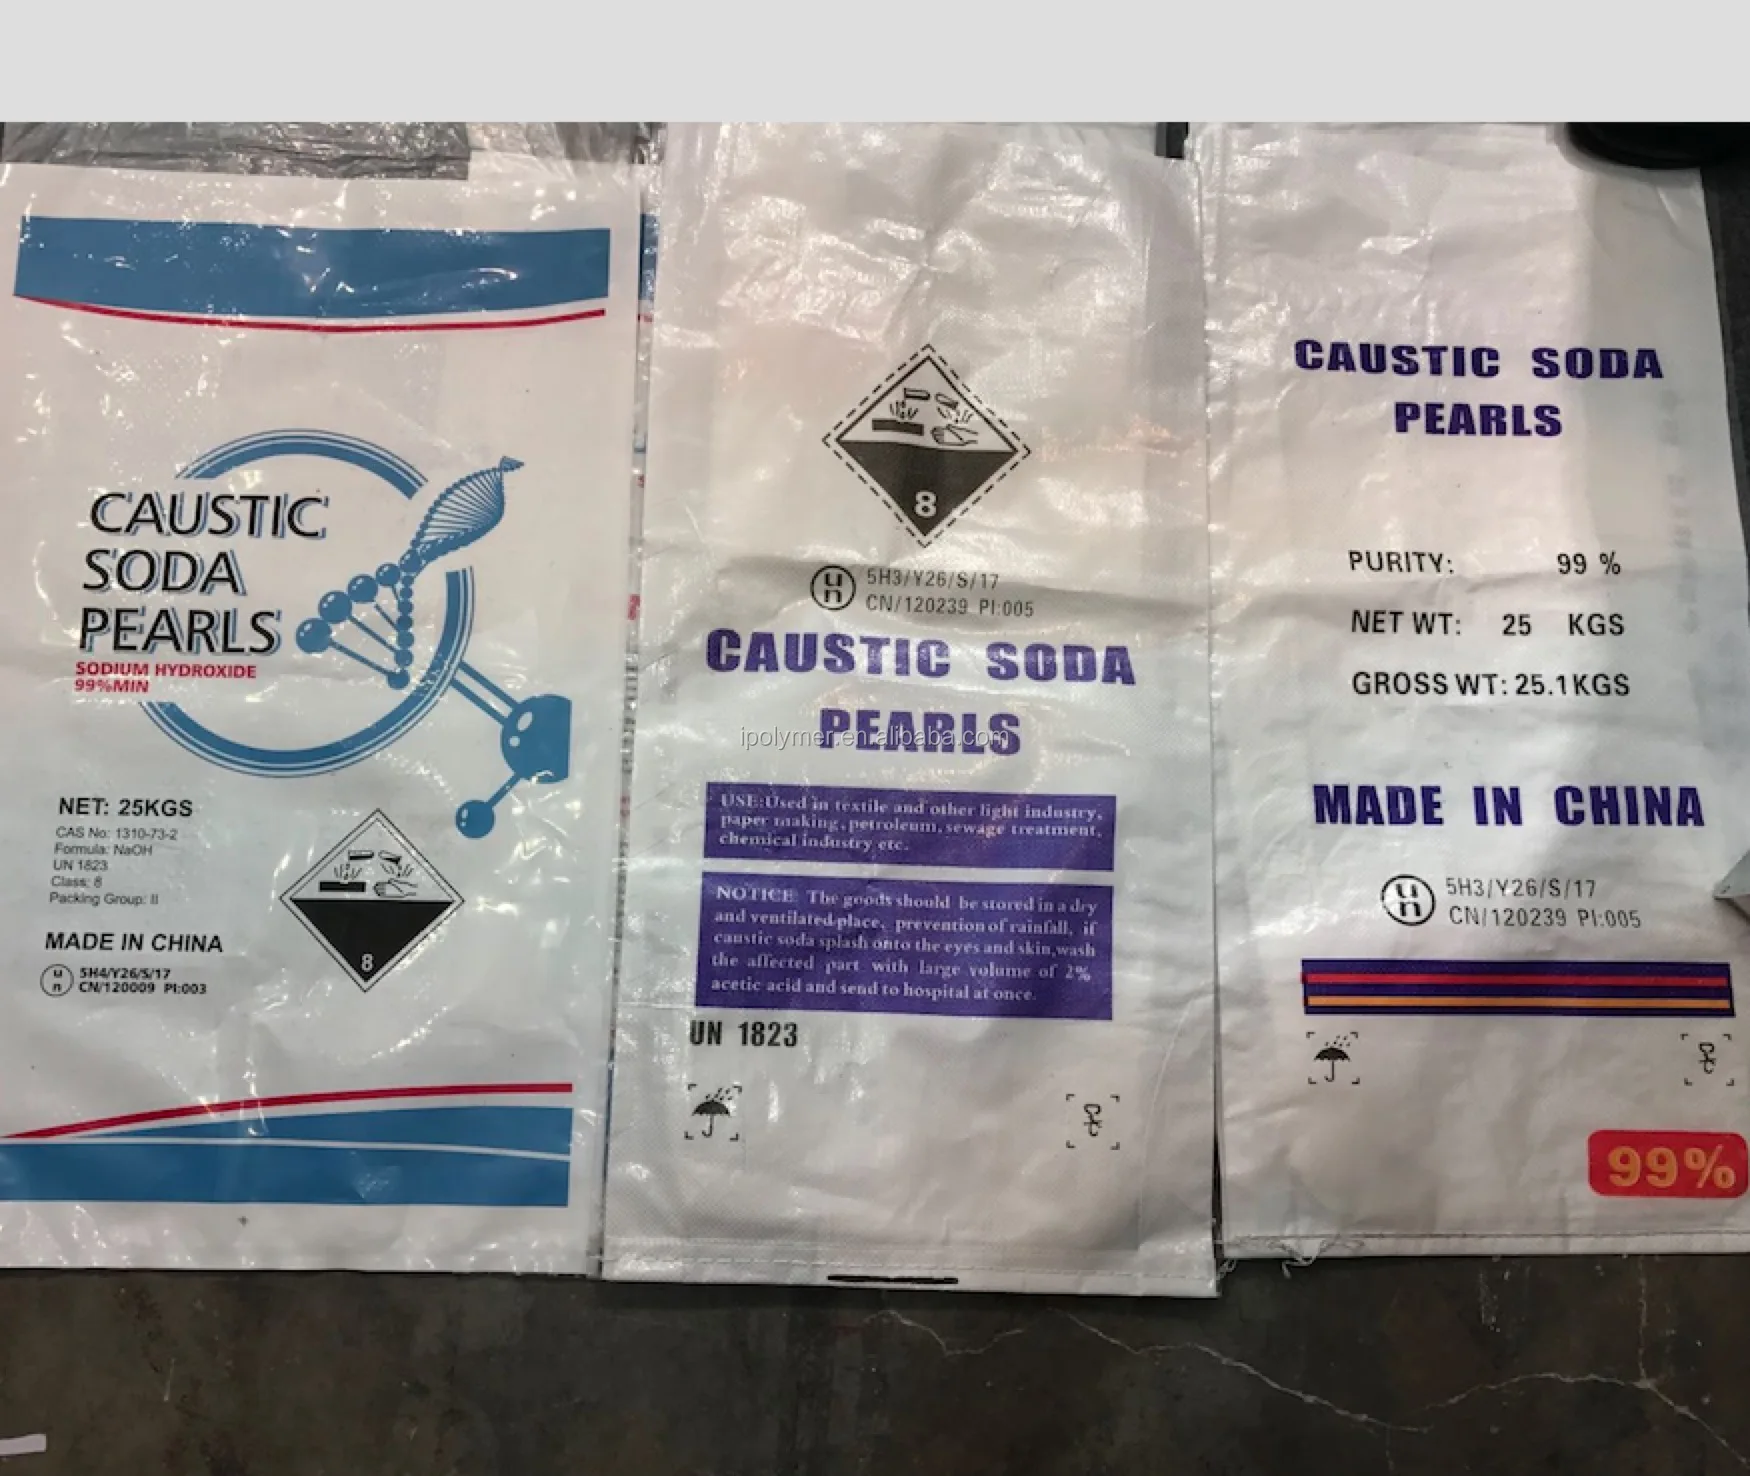 CAUSTIC
SODA
PEARLS
SODIUM HYDROXIDE
99%MIN
NET: 25KGS
CAS No: 1310-73-2
Formula: NaOH
UN 1823
Class: 8
Packing Group: II
MADE IN CHINA
8
un
5H4/Y26/S/17
CN/120009 PI:003
8
un
5H3/Y26/S/17
CN/120239 PI:005
CAUSTIC SODA
PEARLS
ipolymer.en.alibaba.com
USE:Used in textile and other light industry,
paper making, petroleum, sewage treatment,
chemical industry etc.
NOTICE: The goods should be stored in a dry
and ventilated place, prevention of rainfall, if
caustic soda splash onto the eyes and skin,wash
the affected part with large volume of 2%
acetic acid and send to hospital at once.
UN 1823
CAUSTIC SODA
PEARLS
PURITY: 99 %
NET WT: 25 KGS
GROSS WT: 25.1KGS
MADE IN CHINA
un
5H3/Y26/S/17
CN/120239 PI:005
99%